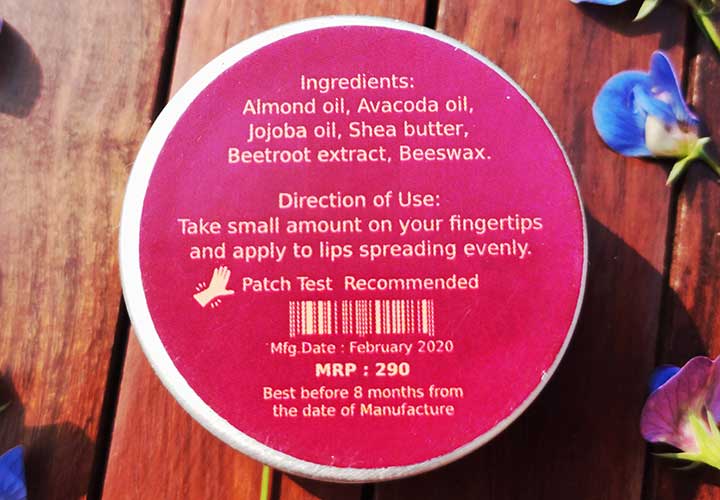 Ingredients:
Almond oil, Avacoda oil,
Jojoba oil, Shea butter,
Beetroot extract, Beeswax.
Direction of Use:
Take small amount on your fingertips
and apply to lips spreading evenly.
Patch Test Recommended
Mfg.Date : February 2020
MRP : 290
Best before 8 months from
the date of Manufacture